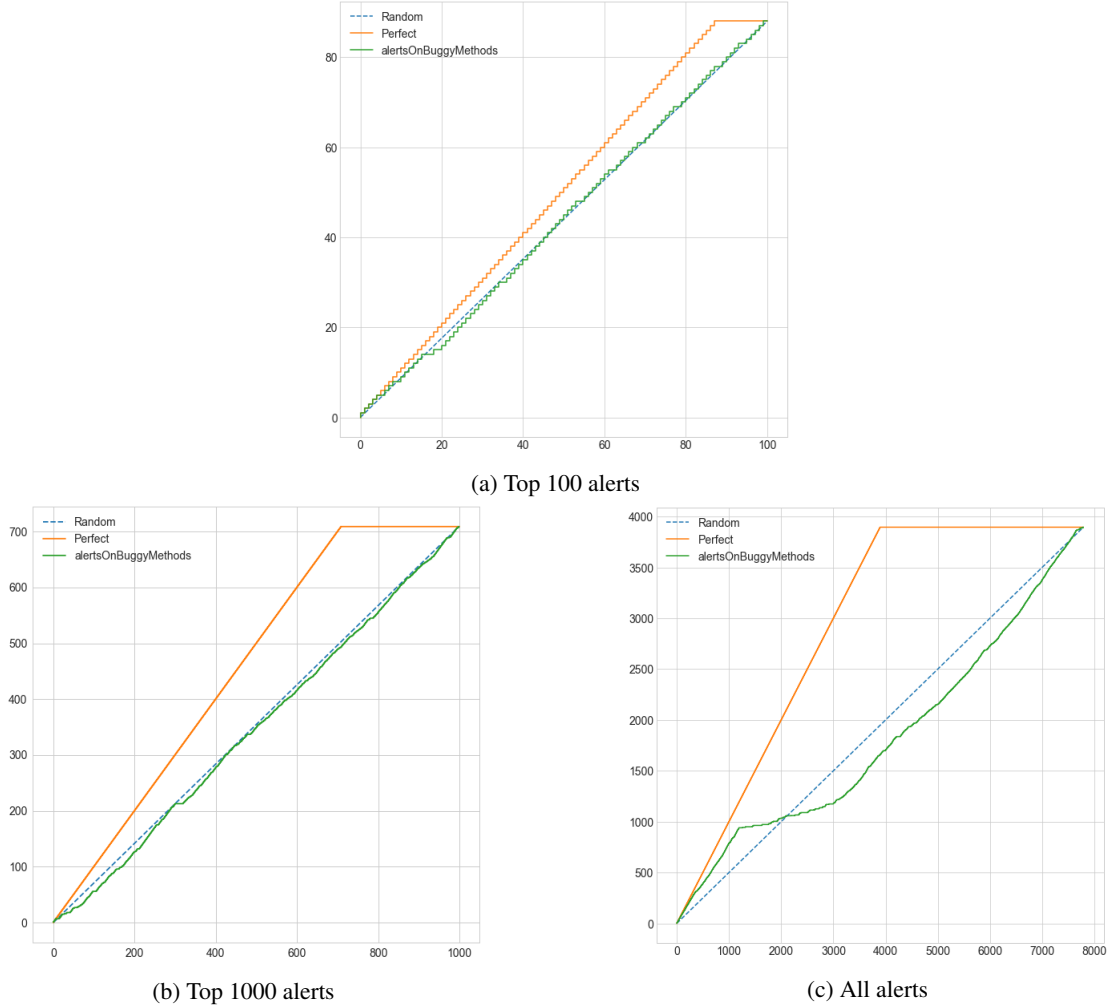 Random
Perfect
alertsOnBuggyMethods
80
60
40
20
0
0 20 40 60 80 100
(a) Top 100 alerts
Random
Perfect
alertsOnBuggyMethods
700
600
500
400
300
200
100
0
0 200 400 600 800 1000
(b) Top 1000 alerts
Random
Perfect
alertsOnBuggyMethods
4000
3500
3000
2500
2000
1500
1000
500
0
0 1000 2000 3000 4000 5000 6000 7000 8000
(c) All alerts